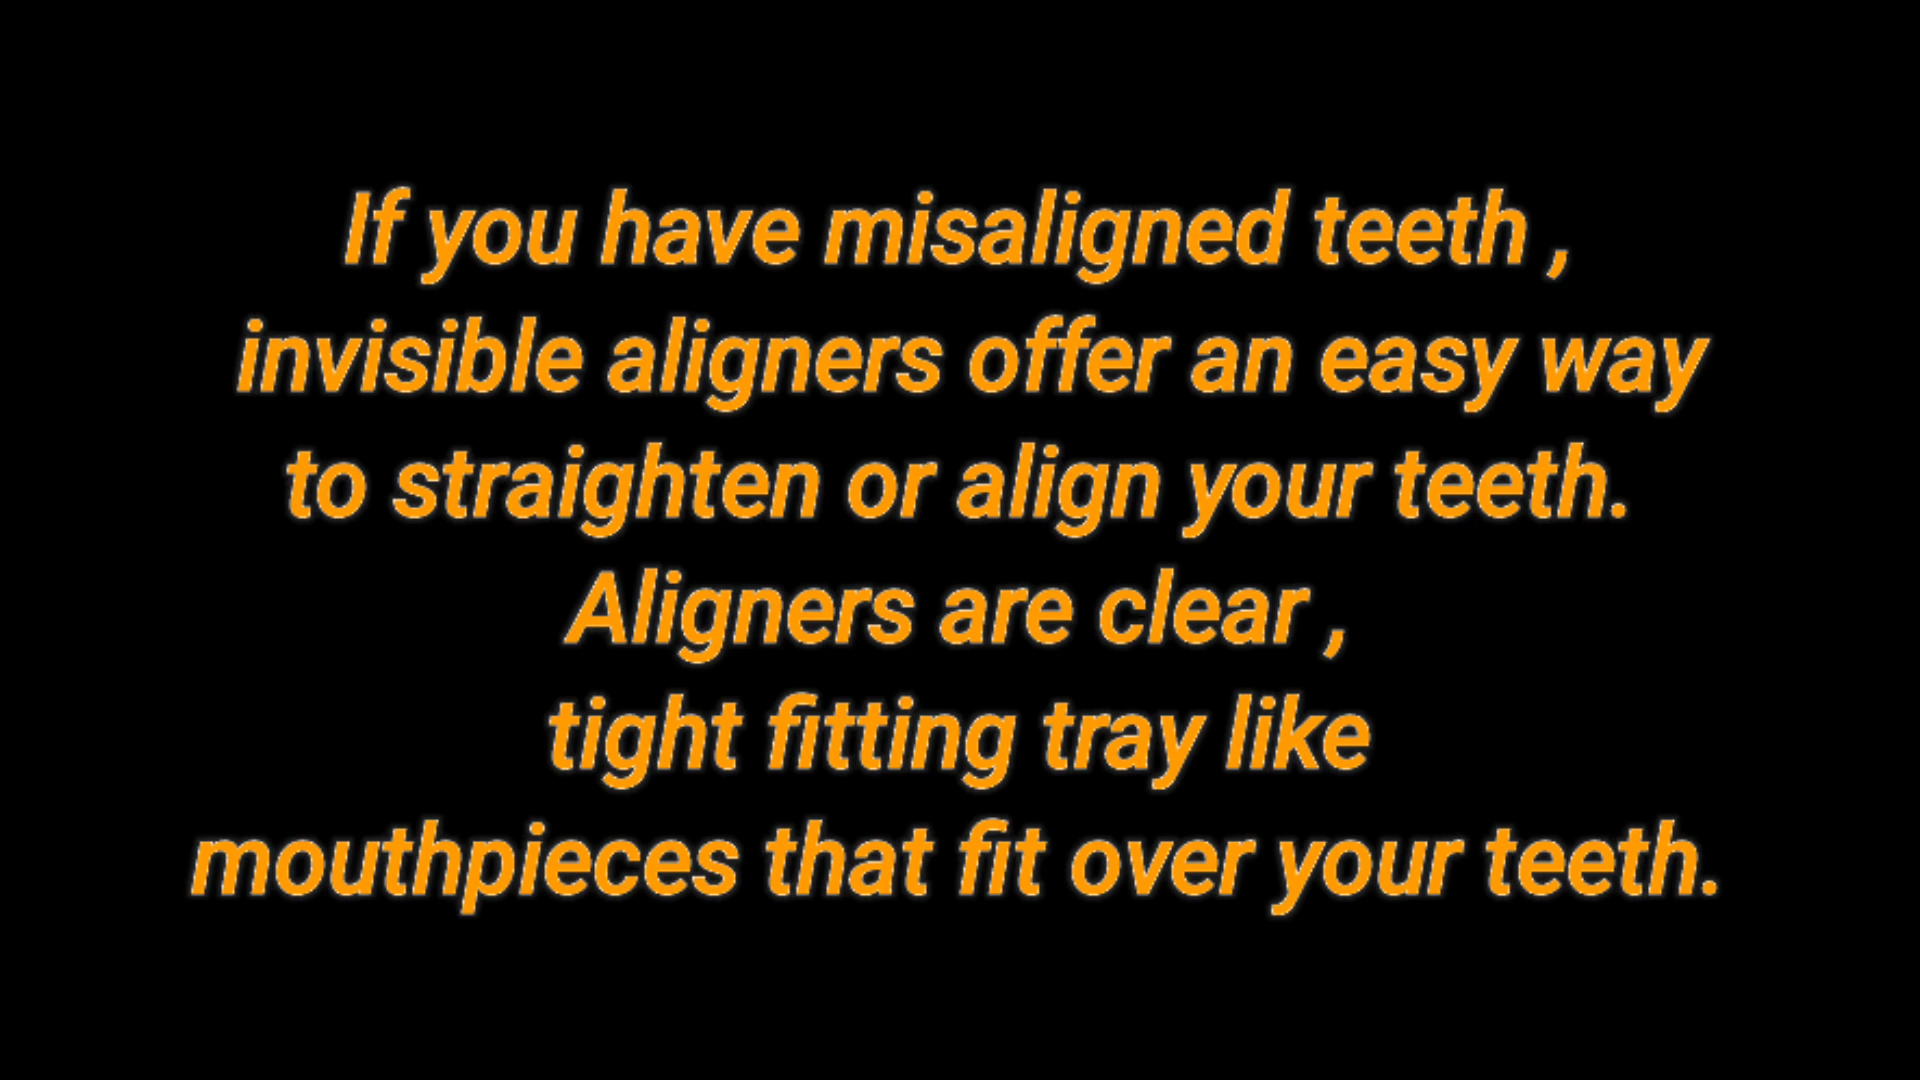 If you have misaligned teeth ,
invisible aligners offer an easy way
to straighten or align your teeth.
Aligners are clear ,
tight fitting tray like
mouthpieces that fit over your teeth.